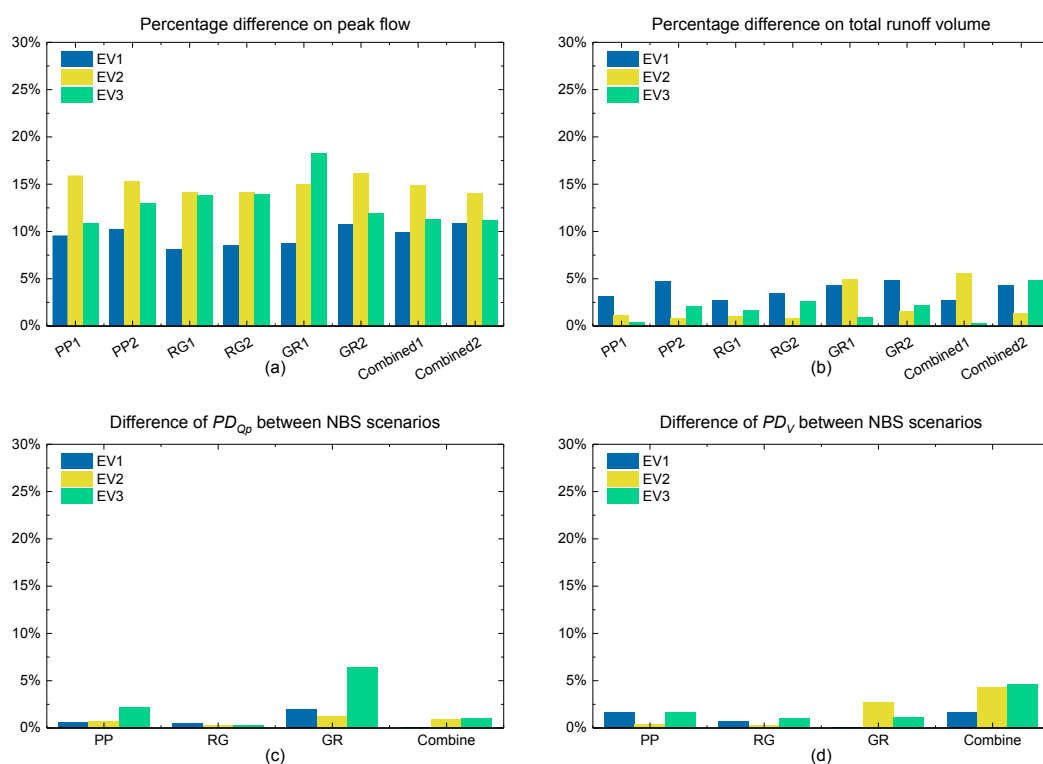 Percentage difference on peak flow
30%
25%
20%
15%
10%
5%
0%
EV1
EV2
EV3
PP1
PP2
RG1
RG2
GR1
GR2
Combined1
Combined2
(a)
Percentage difference on total runoff volume
30%
25%
20%
15%
10%
5%
0%
EV1
EV2
EV3
PP1
PP2
RG1
RG2
GR1
GR2
Combined1
Combined2
(b)
Difference of PD_Qp between NBS scenarios
30%
25%
20%
15%
10%
5%
0%
EV1
EV2
EV3
PP
RG
GR
Combine
(c)
Difference of PD_V between NBS scenarios
30%
25%
20%
15%
10%
5%
0%
EV1
EV2
EV3
PP
RG
GR
Combine
(d)